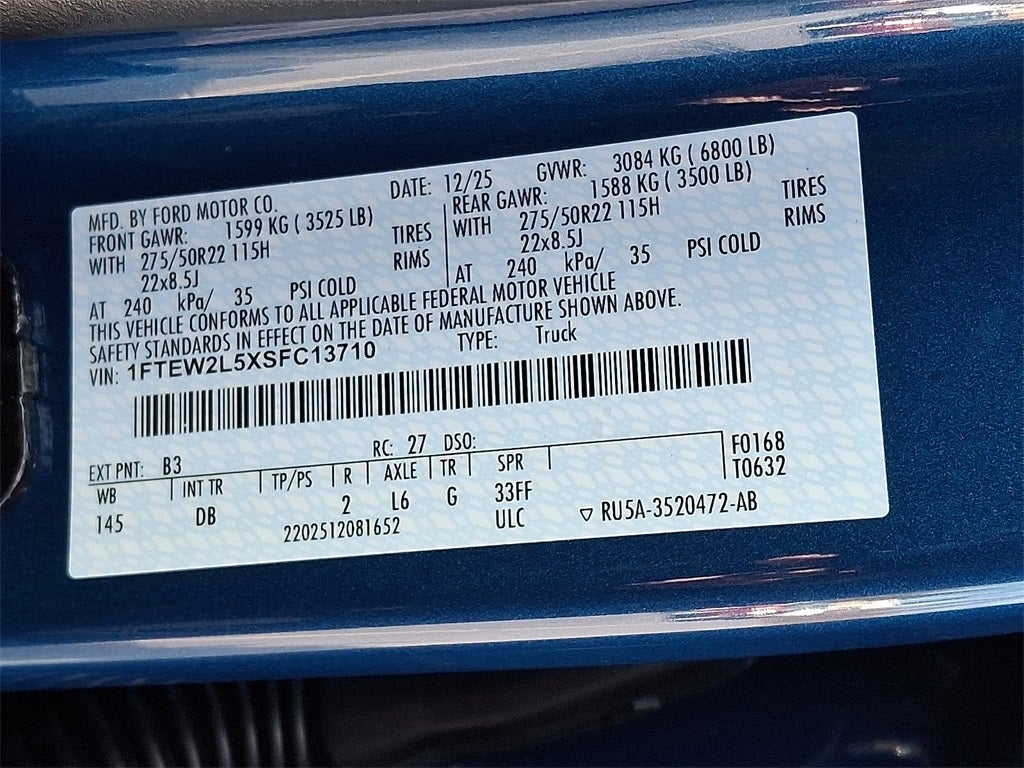 MFD. BY FORD MOTOR CO. DATE: 12/25 GVWR: 3084 KG ( 6800 LB)
FRONT GAWR: 1599 KG ( 3525 LB) REAR GAWR: 1588 KG ( 3500 LB)
WITH 275/50R22 115H TIRES WITH 275/50R22 115H TIRES
22x8.5J RIMS 22x8.5J RIMS
AT 240 kPa/ 35 PSI COLD AT 240 kPa/ 35 PSI COLD
THIS VEHICLE CONFORMS TO ALL APPLICABLE FEDERAL MOTOR VEHICLE
SAFETY STANDARDS IN EFFECT ON THE DATE OF MANUFACTURE SHOWN ABOVE.
VIN: 1FTEW2L5XSFC13710 TYPE: Truck
EXT PNT: B3 RC: 27 DSO: F0168
WB INT TR TP/PS R AXLE TR SPR T0632
145 DB 2 L6 G 33FF
2202512081652 ULC ▽ RU5A-3520472-AB